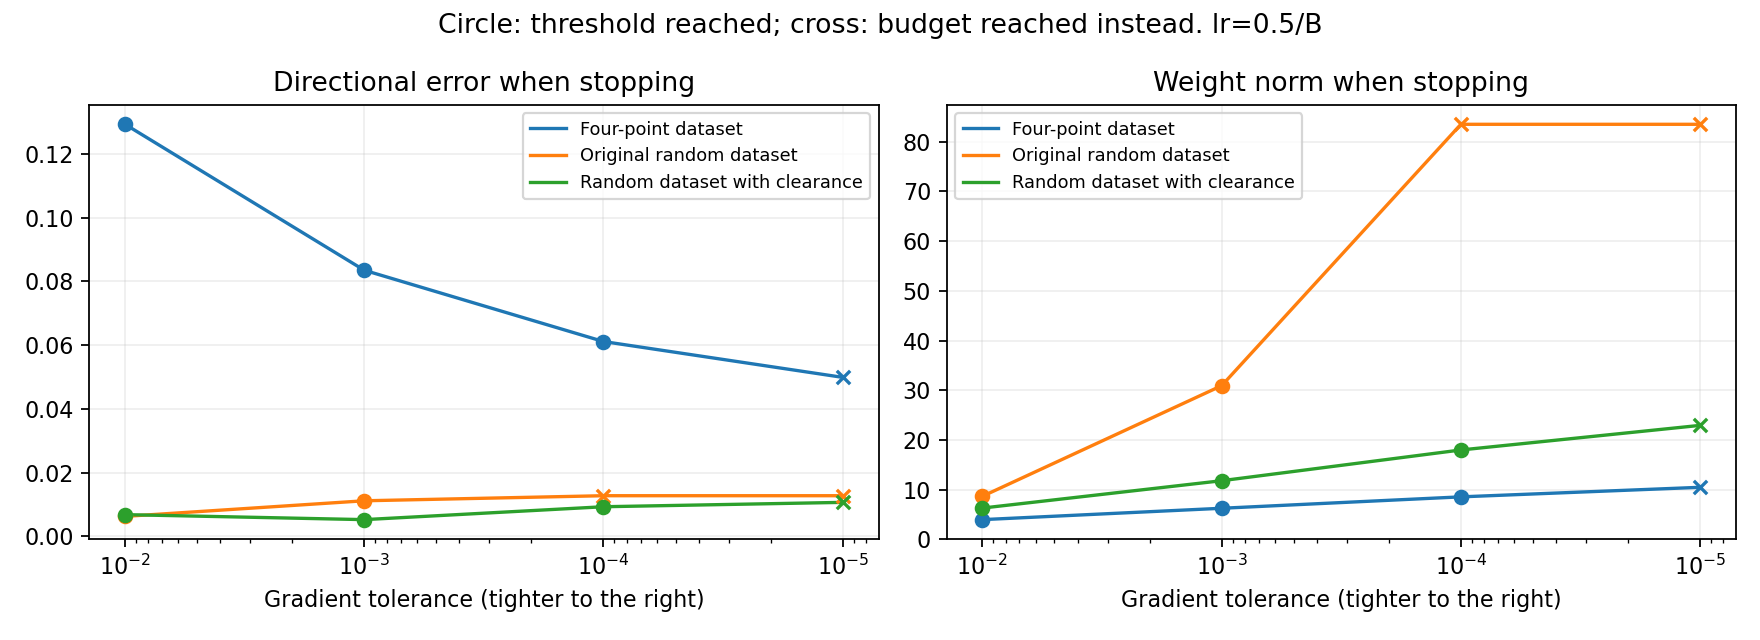 Circle: threshold reached; cross: budget reached instead. lr=0.5/B
Directional error when stopping
0.12
0.10
0.08
0.06
0.04
0.02
0.00
Four-point dataset
Original random dataset
Random dataset with clearance
10⁻²
10⁻³
10⁻⁴
10⁻⁵
Gradient tolerance (tighter to the right)
Weight norm when stopping
80
70
60
50
40
30
20
10
0
Four-point dataset
Original random dataset
Random dataset with clearance
10⁻²
10⁻³
10⁻⁴
10⁻⁵
Gradient tolerance (tighter to the right)